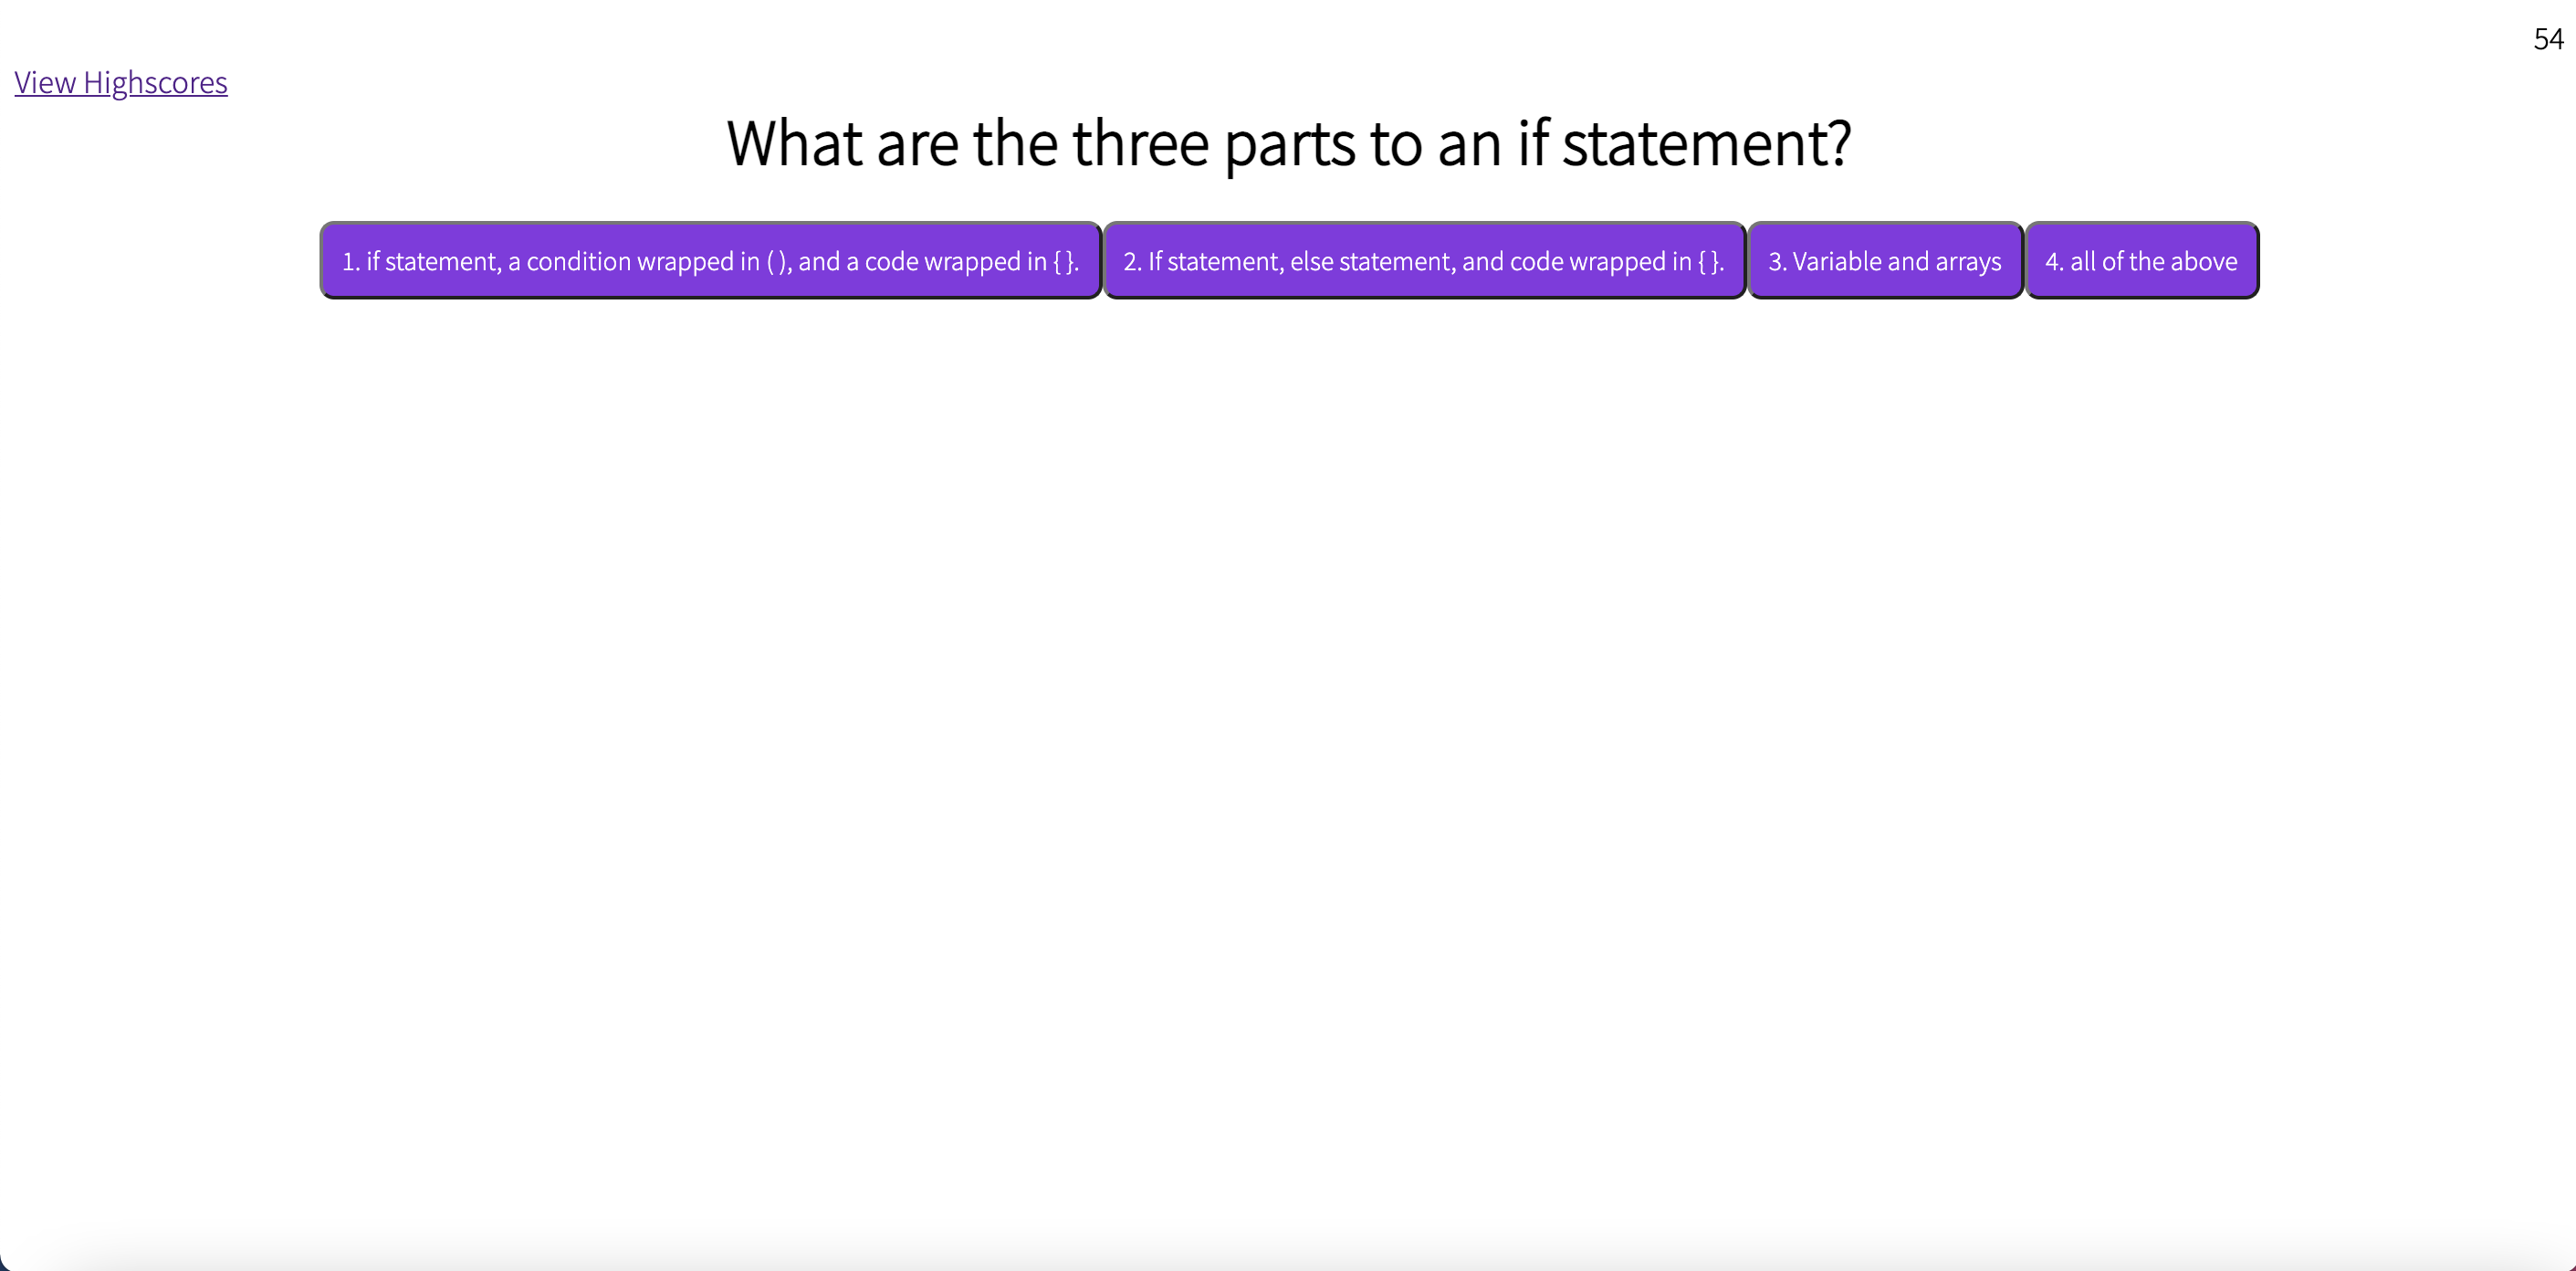 54
View Highscores
What are the three parts to an if statement?
1. if statement, a condition wrapped in ( ), and a code wrapped in { }.
2. If statement, else statement, and code wrapped in { }.
3. Variable and arrays
4. all of the above